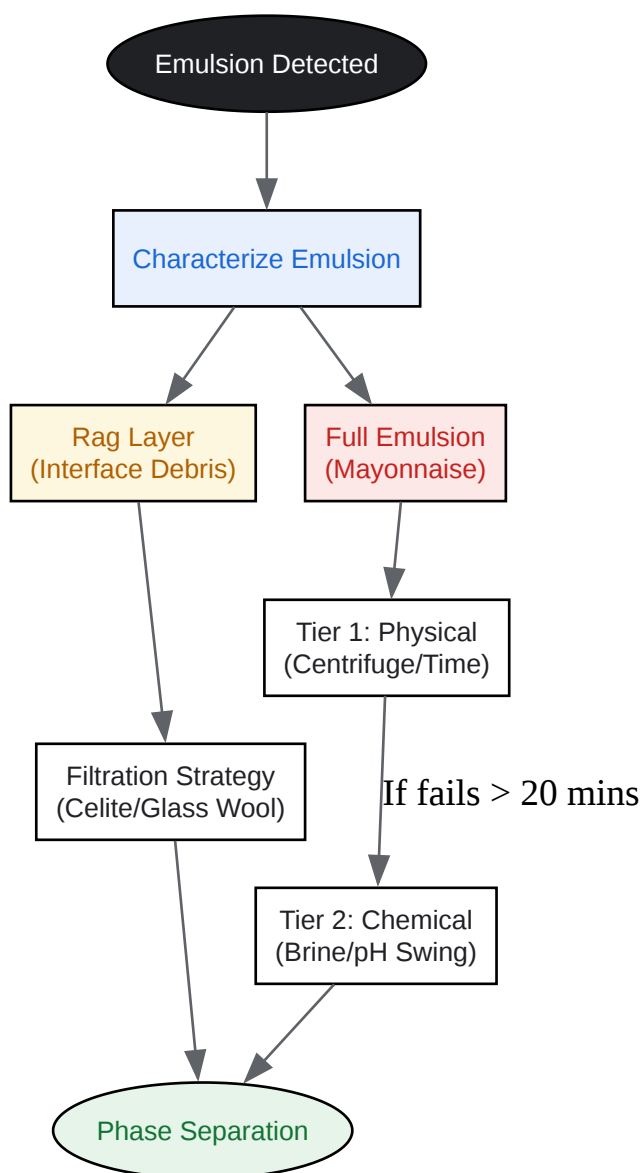 Emulsion Detected
Characterize Emulsion
Rag Layer
(Interface Debris)
Full Emulsion
(Mayonnaise)
Tier 1: Physical
(Centrifuge/Time)
Filtration Strategy
(Celite/Glass Wool)
If fails > 20 mins
Tier 2: Chemical
(Brine/pH Swing)
Phase Separation